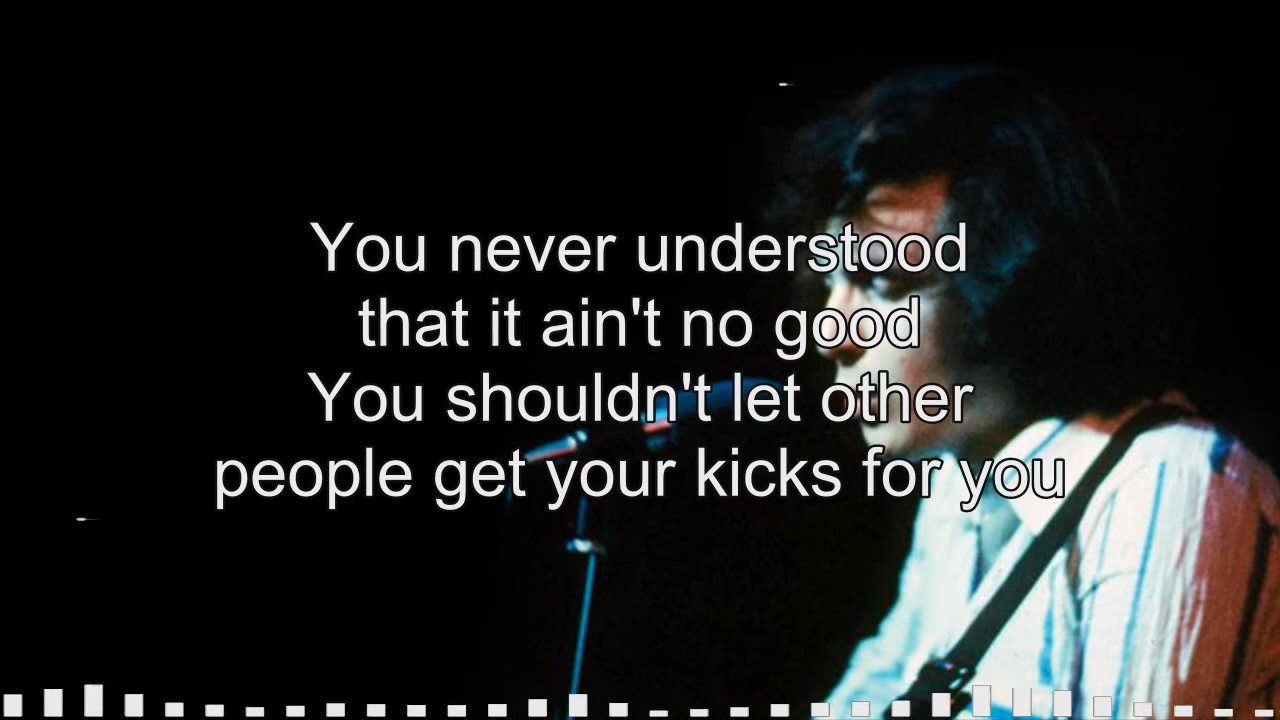 You never understood
that it ain't no good
You shouldn't let other
people get your kicks for you